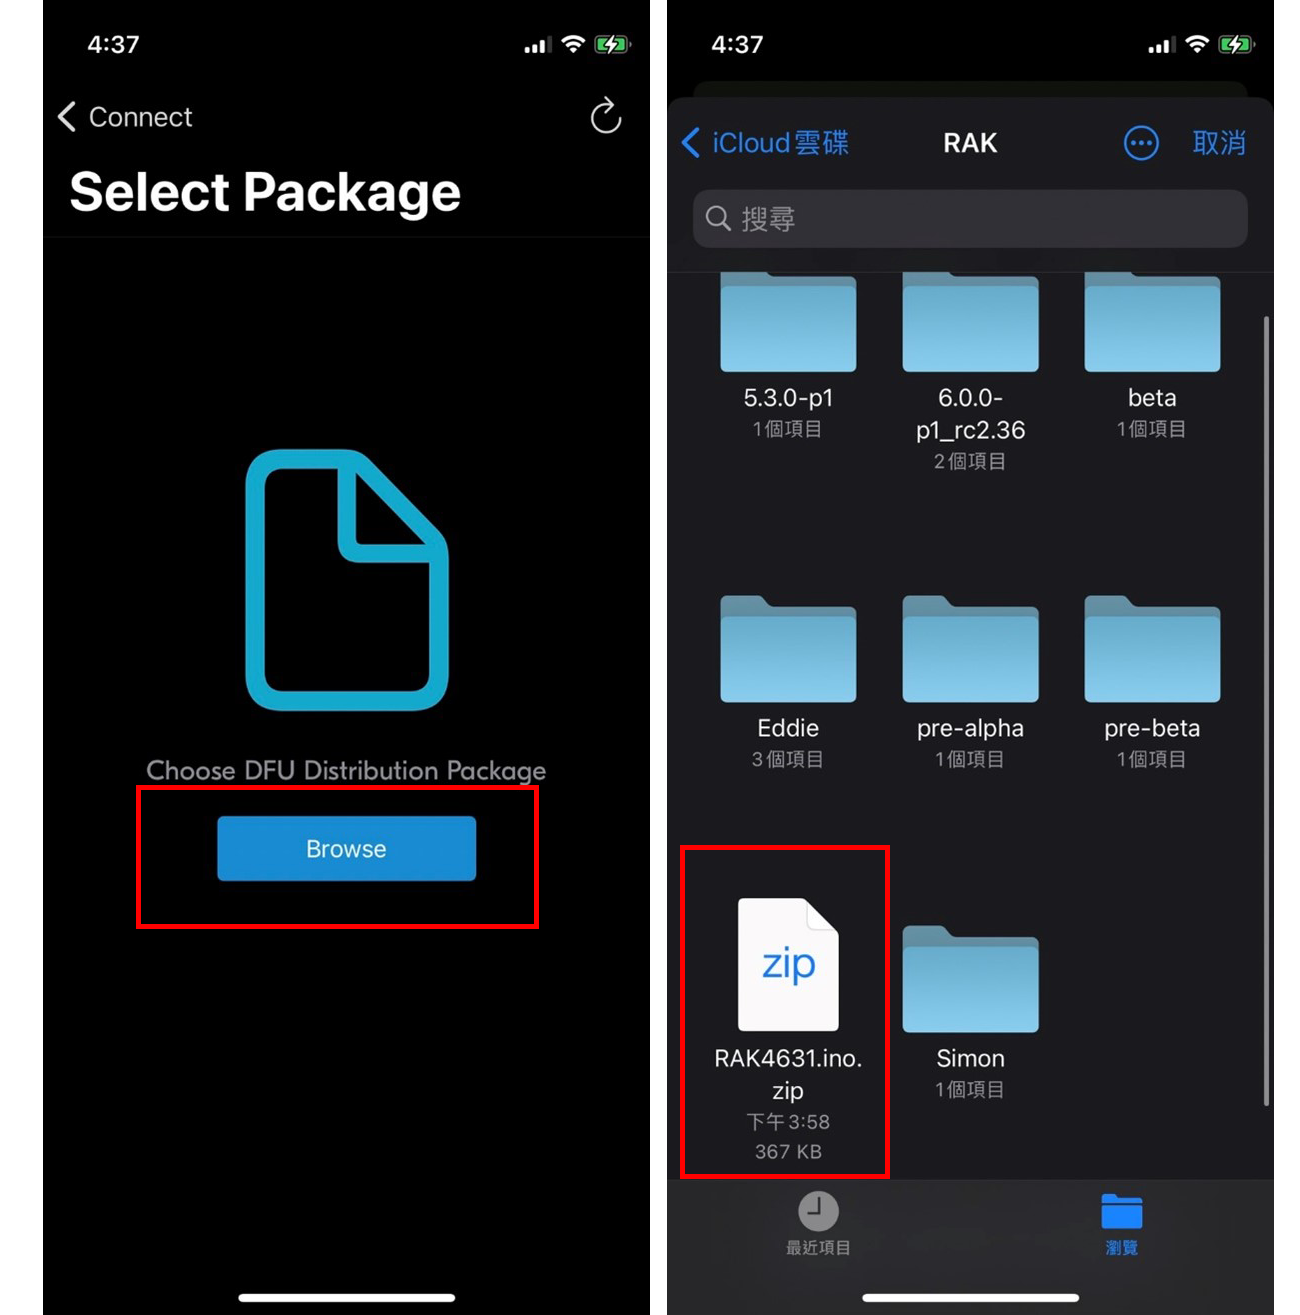 4:37
Connect
Select Package
Choose DFU Distribution Package
Browse
4:37
iCloud雲碟
RAK
取消
搜尋
5.3.0-p1
1個項目
6.0.0-
p1_rc2.36
2個項目
beta
1個項目
Eddie
3個項目
pre-alpha
1個項目
pre-beta
1個項目
zip
RAK4631.ino.
zip
下午3:58
367 KB
Simon
1個項目
最近項目
瀏覽